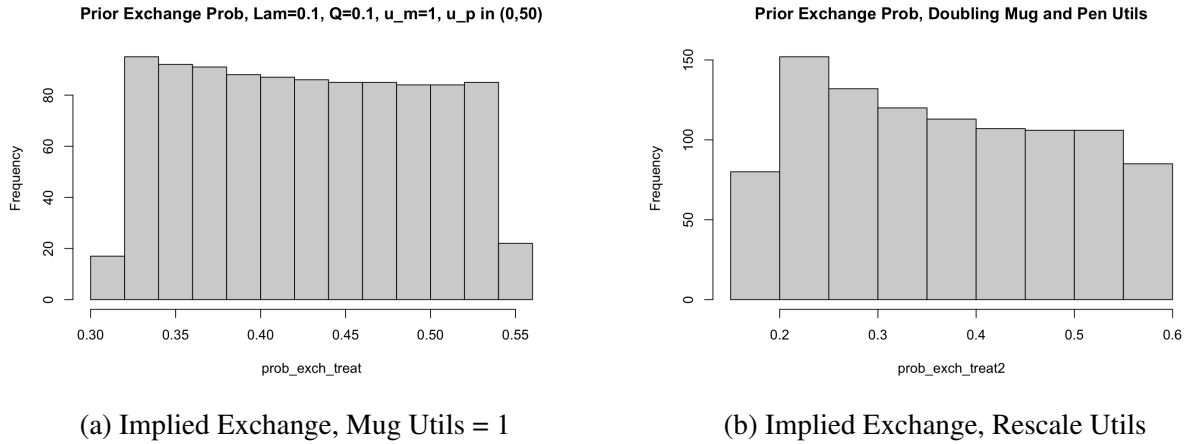 Prior Exchange Prob, Lam=0.1, Q=0.1, u_m=1, u_p in (0,50)
Frequency
80
60
40
20
0
0.30 0.35 0.40 0.45 0.50 0.55
prob_exch_treat
(a) Implied Exchange, Mug Utils = 1
Prior Exchange Prob, Doubling Mug and Pen Utils
Frequency
150
100
50
0
0.2 0.3 0.4 0.5 0.6
prob_exch_treat2
(b) Implied Exchange, Rescale Utils